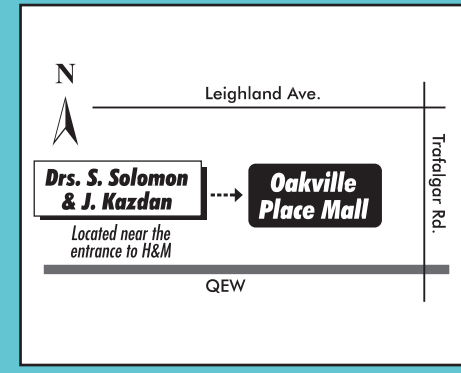 N
Leighland Ave.
Trafalgar Rd.
Drs. S. Solomon
& J. Kazdan
Oakville
Place Mall
Located near the
entrance to H&M
QEW